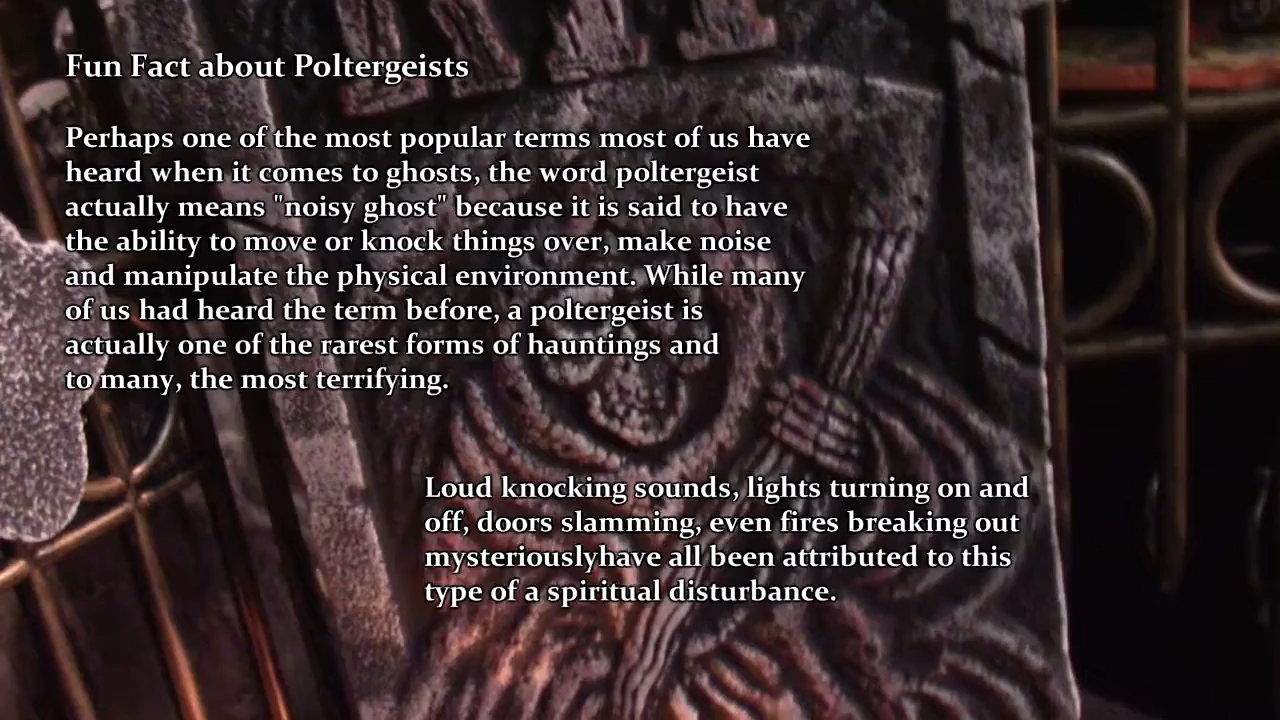 Fun Fact about Poltergeists
Perhaps one of the most popular terms most of us have
heard when it comes to ghosts, the word poltergeist
actually means "noisy ghost" because it is said to have
the ability to move or knock things over, make noise
and manipulate the physical environment. While many
of us had heard the term before, a poltergeist is
actually one of the rarest forms of hauntings and
to many, the most terrifying.
Loud knocking sounds, lights turning on and
off, doors slamming, even fires breaking out
mysteriouslyhave all been attributed to this
type of a spiritual disturbance.